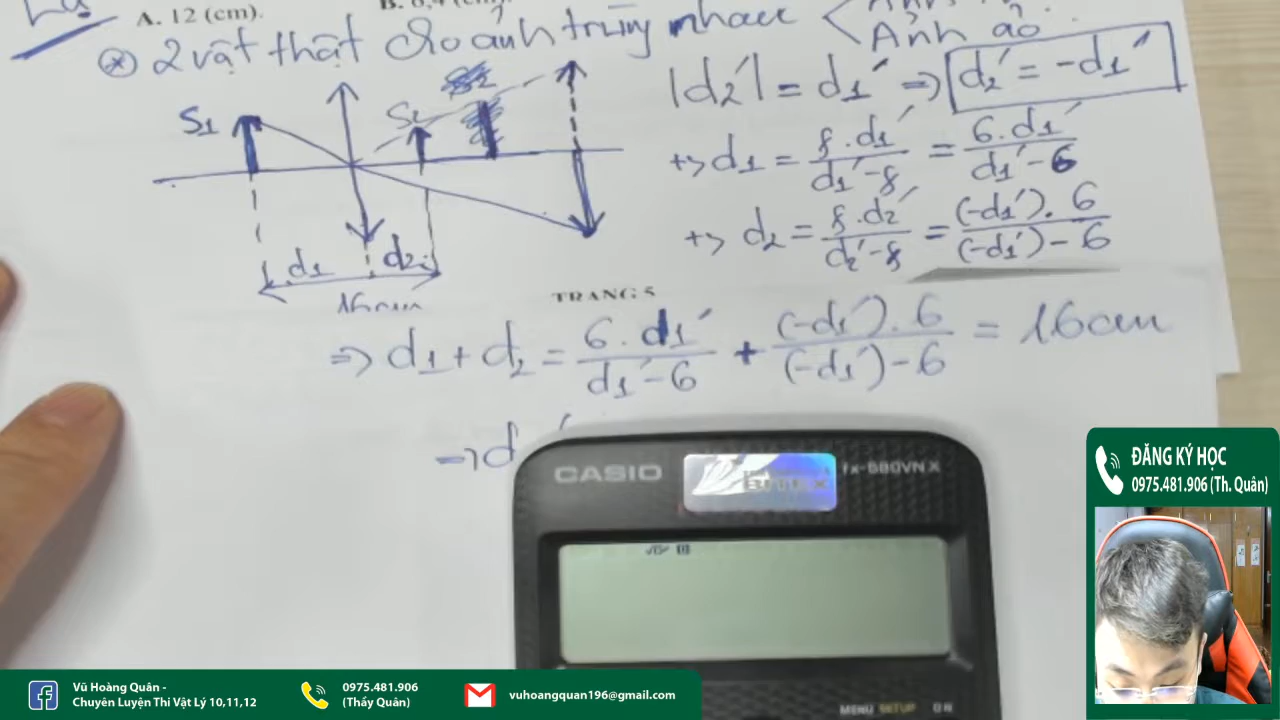 A. 12 (cm).
⊛ 2 vật thật cho ảnh trùng nhau
Ảnh ảo
|d2'| = d1' => d2' = -d1'
S1
S2
+> d1 = f.d1' / d1'-f = 6.d1' / d1'-6
+> d2 = f.d2' / d2'-f = (-d1').6 / (-d1')-6
d1 d2
16cm
TRANG 5
=> d1 + d2 = 6.d1' / d1'-6 + (-d1').6 / (-d1')-6 = 16cm
=> d
CASIO fx-580VN X
BITEX
MENU SETUP ON
ĐĂNG KÝ HỌC
0975.481.906 (Th. Quân)
Vũ Hoàng Quân -
Chuyên Luyện Thi Vật Lý 10,11,12
0975.481.906
(Thầy Quân)
vuhoangquan196@gmail.com